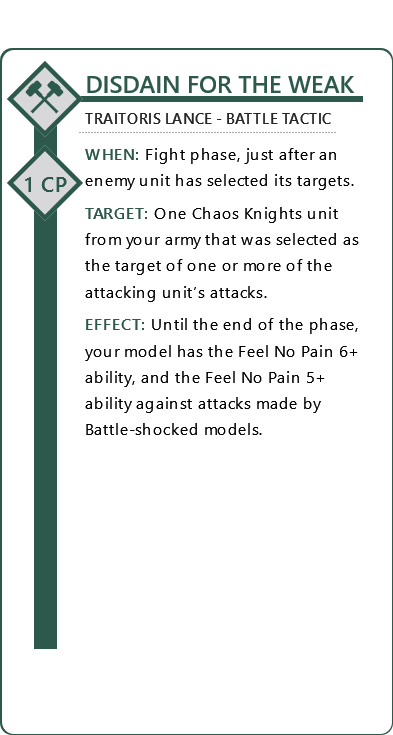 DISDAIN FOR THE WEAK
TRAITORIS LANCE - BATTLE TACTIC
1 CP
WHEN: Fight phase, just after an
enemy unit has selected its targets.
TARGET: One Chaos Knights unit
from your army that was selected as
the target of one or more of the
attacking unit’s attacks.
EFFECT: Until the end of the phase,
your model has the Feel No Pain 6+
ability, and the Feel No Pain 5+
ability against attacks made by
Battle-shocked models.